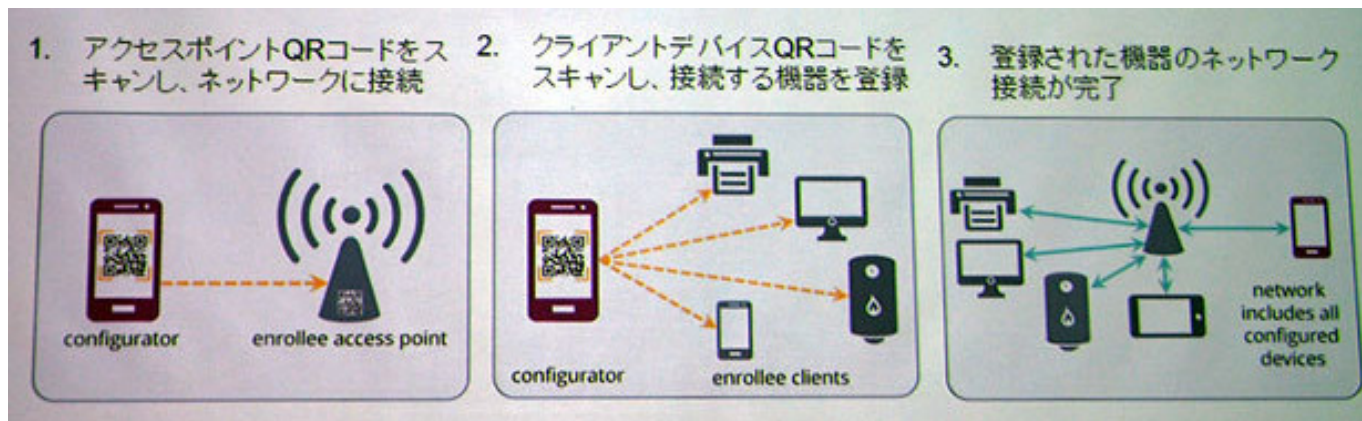 1. アクセスポイントQRコードをス
キャンし、ネットワークに接続
configurator
enrollee access point
2. クライアントデバイスQRコードを
スキャンし、接続する機器を登録
configurator
enrollee clients
3. 登録された機器のネットワーク
接続が完了
network
includes all
configured
devices